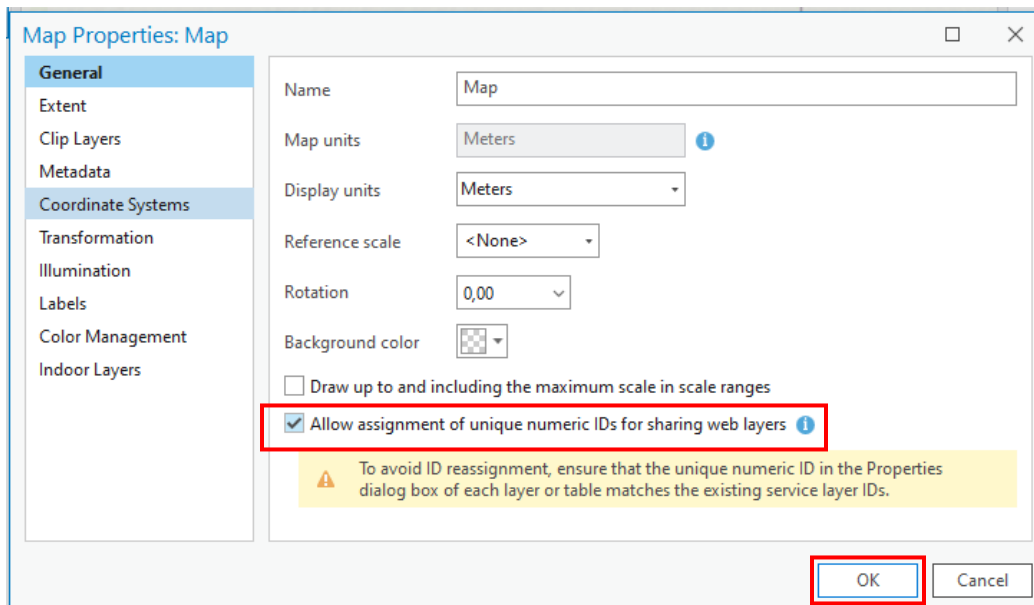 Map Properties: Map
General
Extent
Clip Layers
Metadata
Coordinate Systems
Transformation
Illumination
Labels
Color Management
Indoor Layers
Name
Map
Map units
Meters
Display units
Meters
Reference scale
<None>
Rotation
0,00
Background color
Draw up to and including the maximum scale in scale ranges
Allow assignment of unique numeric IDs for sharing web layers
To avoid ID reassignment, ensure that the unique numeric ID in the Properties
dialog box of each layer or table matches the existing service layer IDs.
OK
Cancel